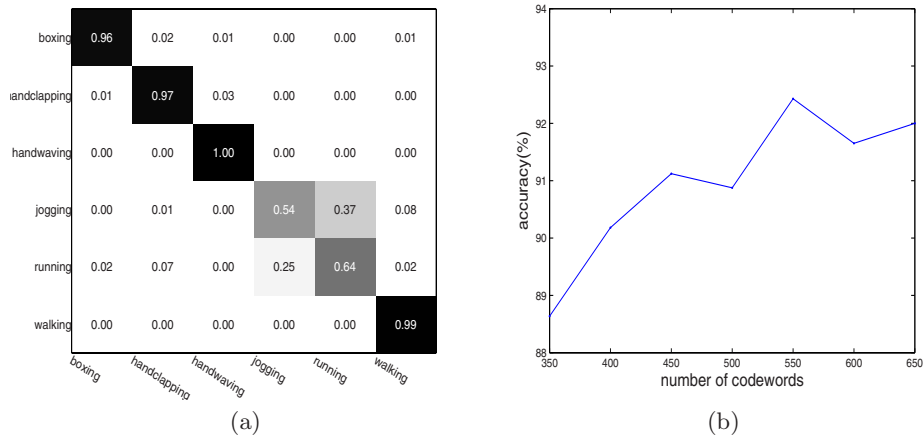 boxing 0.96 0.02 0.01 0.00 0.00 0.01
handclapping 0.01 0.97 0.03 0.00 0.00 0.00
handwaving 0.00 0.00 1.00 0.00 0.00 0.00
jogging 0.00 0.01 0.00 0.54 0.37 0.08
running 0.02 0.07 0.00 0.25 0.64 0.02
walking 0.00 0.00 0.00 0.00 0.00 0.99
boxing handclapping handwaving jogging running walking
(a)
94
93
92
91
90
89
88
accuracy(%)
350 400 450 500 550 600 650
number of codewords
(b)